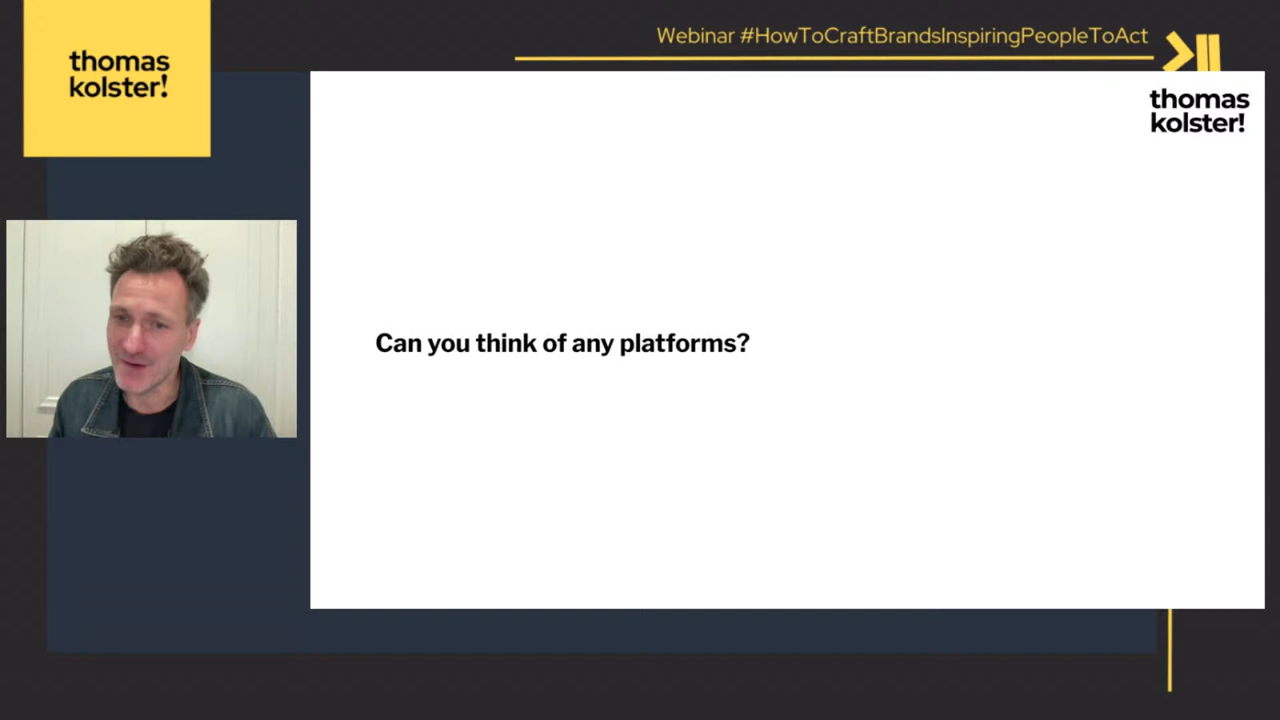 thomas
kolster!
Webinar #HowToCraftBrandsInspiringPeopleToAct
thomas
kolster!
Can you think of any platforms?